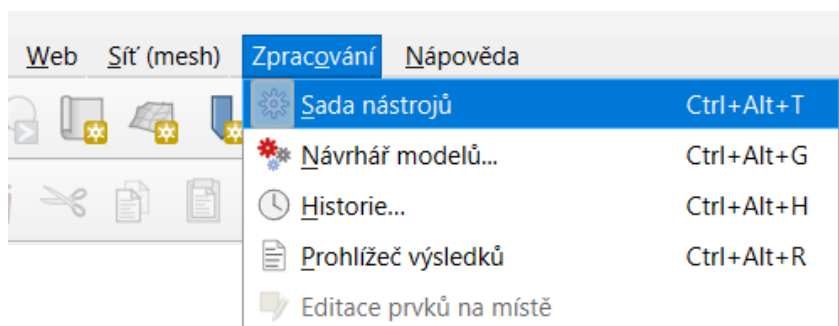 Web Síť (mesh) Zpracování Nápověda
Sada nástrojů Ctrl+Alt+T
Návrhář modelů... Ctrl+Alt+G
Historie... Ctrl+Alt+H
Prohlížeč výsledků Ctrl+Alt+R
Editace prvků na místě